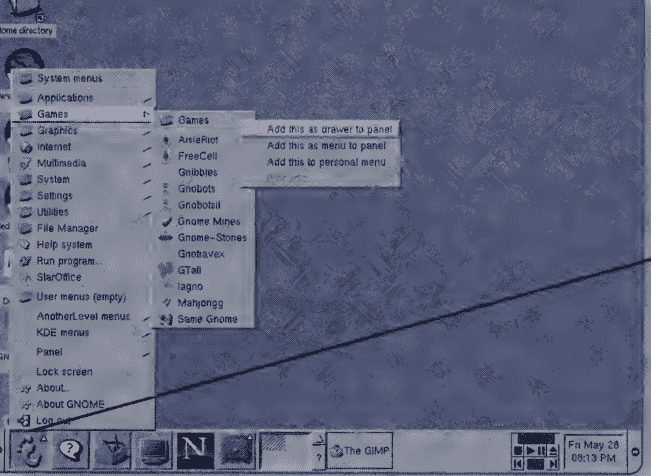 Home directory
System menus
Applications
Games
Graphics
Internet
Multimedia
System
Settings
Utilities
File Manager
Help system
Run program...
StarOffice
User menus (empty)
AnotherLevel menus
KDE menus
Panel
Lock screen
About...
About GNOME
Log out
Games
AisleRiot
FreeCell
Gnibbles
Gnobots
GnobotsII
Gnome Mines
Gnome-Stones
Gnotravex
GTali
Iagno
Mahjongg
Same Gnome
Add this as drawer to panel
Add this as menu to panel
Add this to personal menu
N
?
The GIMP
Fri May 28
08:13 PM